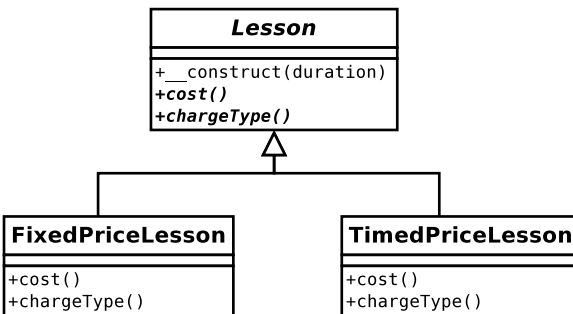 Lesson
+__construct(duration)
+cost()
+chargeType()
FixedPriceLesson
+cost()
+chargeType()
TimedPriceLesson
+cost()
+chargeType()